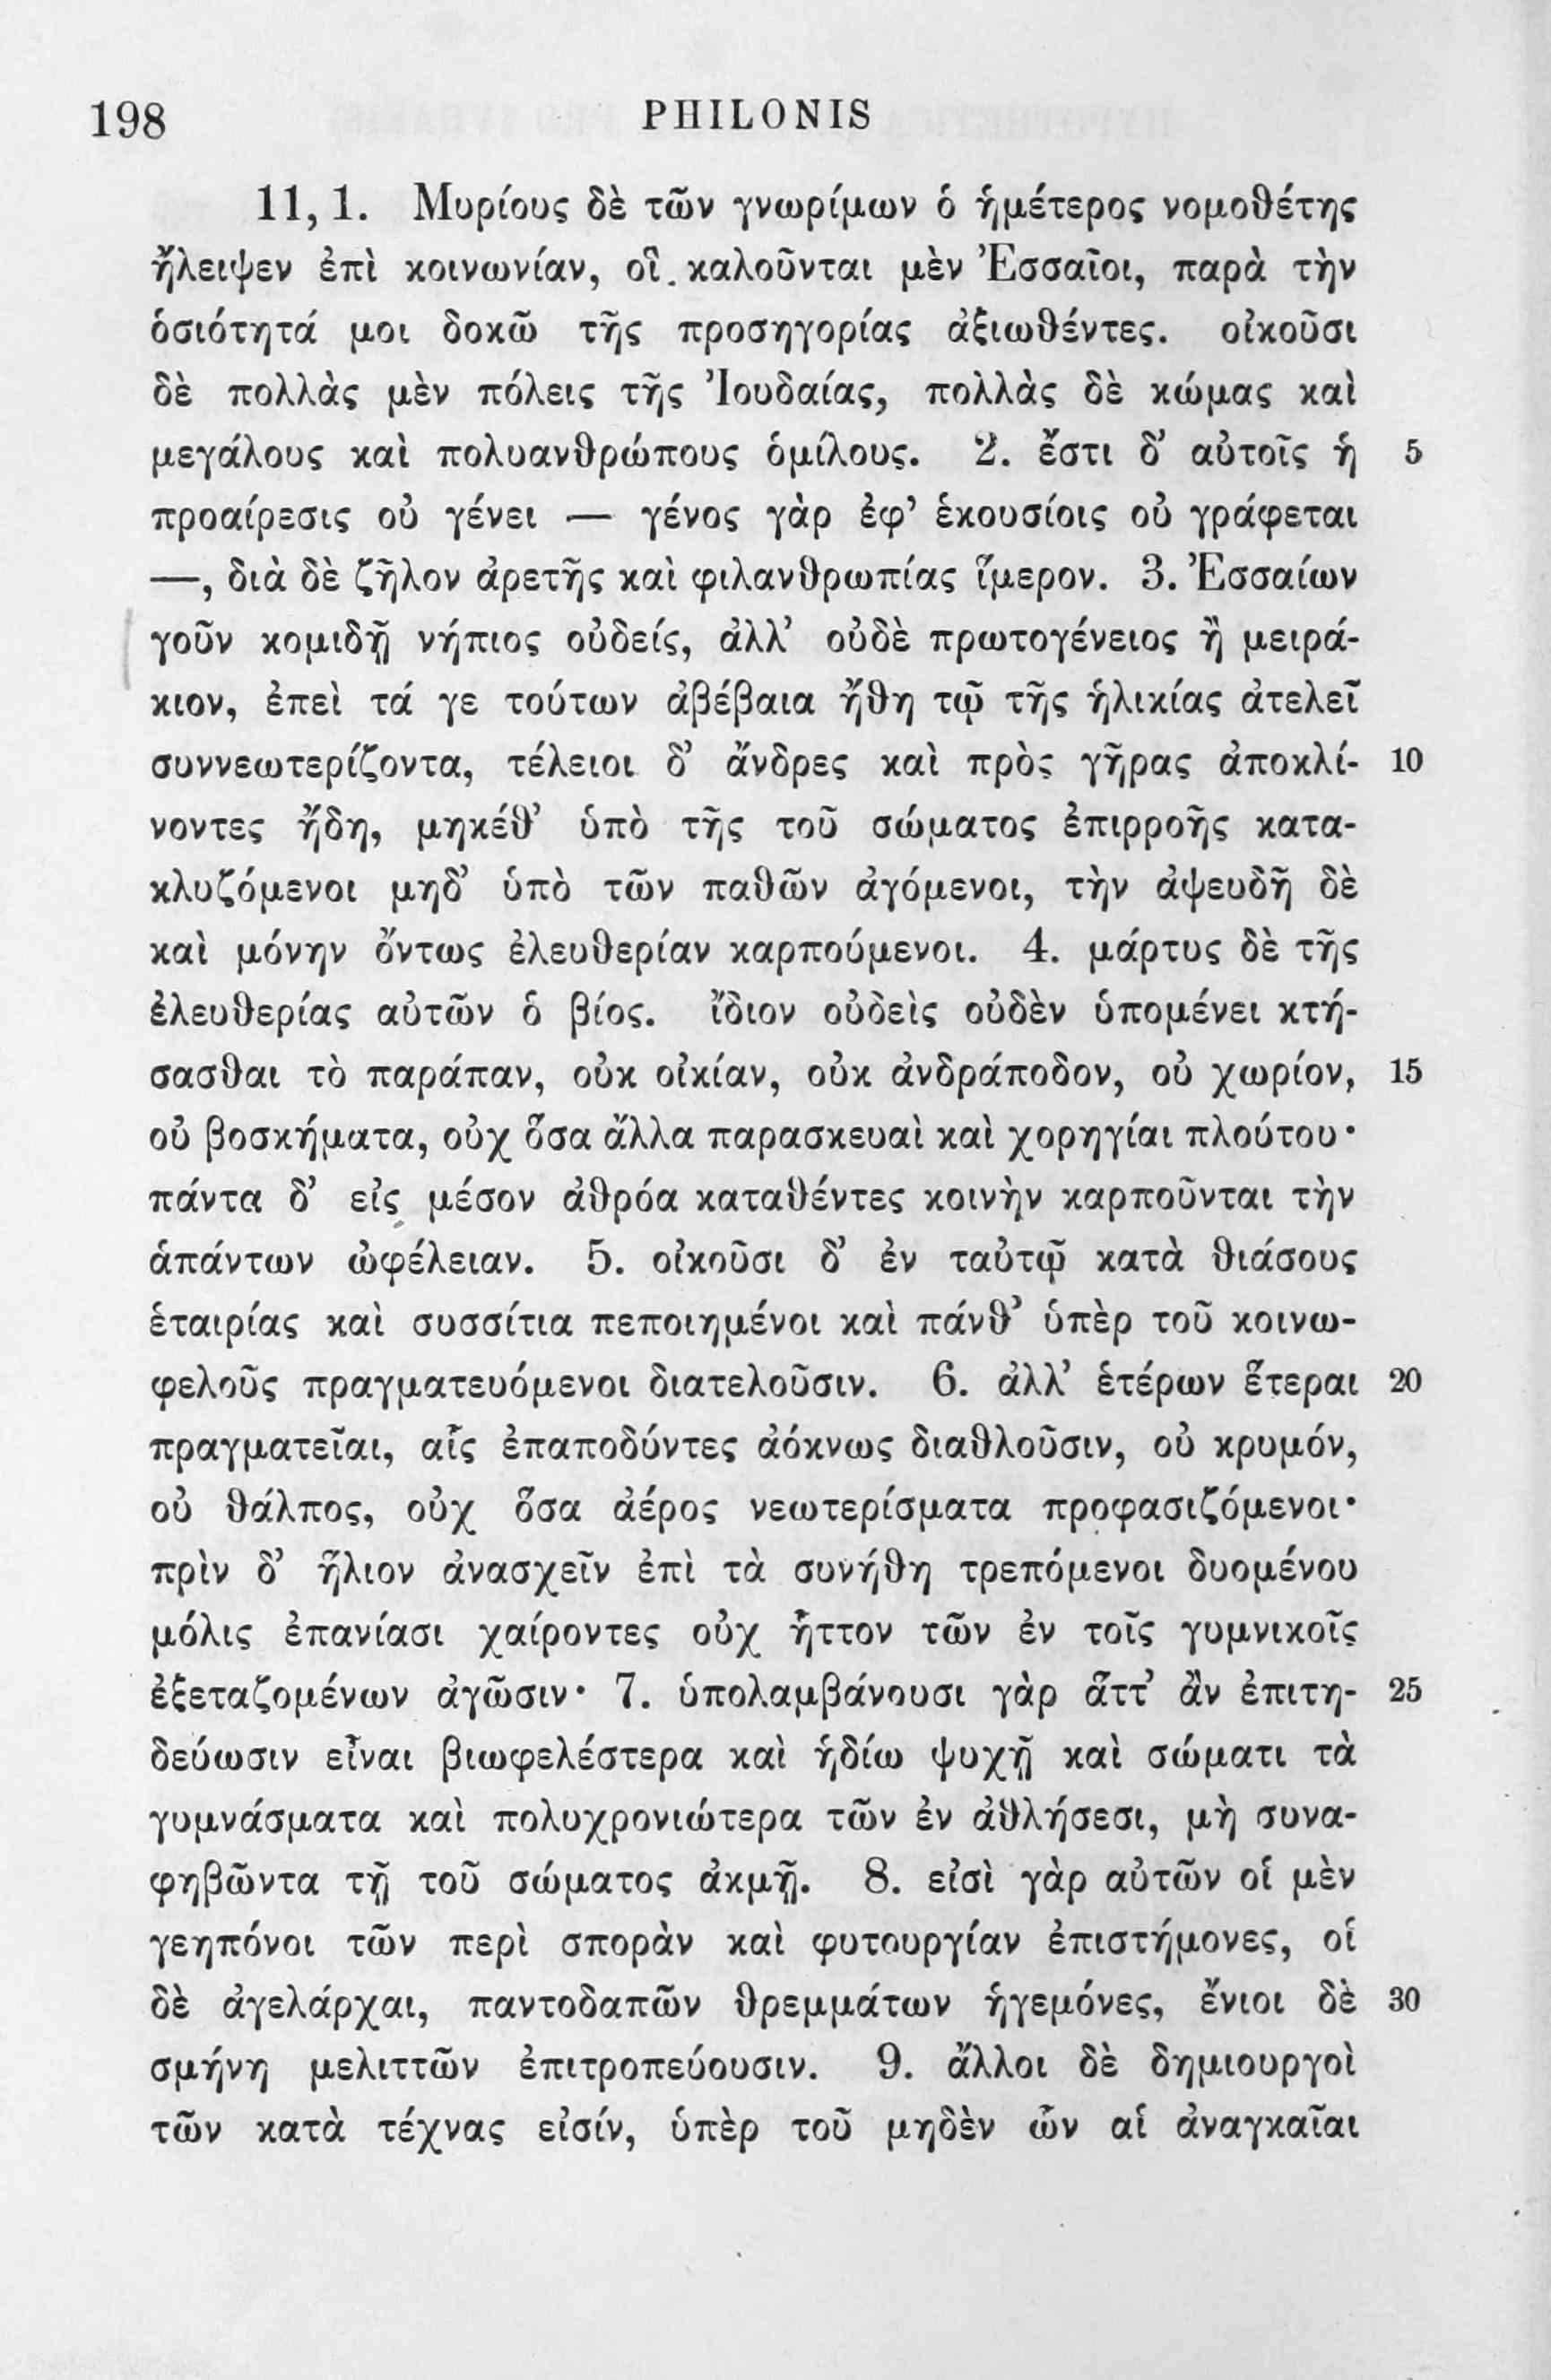 198
PHILONIS
11, 1. Μυρίους δὲ τῶν γνωρίμων ὁ ἡμέτερος νομοθέτης
ἤλειψεν ἐπὶ κοινωνίαν, οἳ καλοῦνται μὲν Ἐσσαῖοι, παρὰ τὴν
ὁσιότητά μοι δοκῶ τῆς προσηγορίας ἀξιωθέντες. οἰκοῦσι
δὲ πολλὰς μὲν πόλεις τῆς Ἰουδαίας, πολλὰς δὲ κώμας καὶ
μεγάλους καὶ πολυανθρώπους ὁμίλους. 2. ἔστι δ’ αὐτοῖς ἡ 5
προαίρεσις οὐ γένει — γένος γὰρ ἐφ’ ἑκουσίοις οὐ γράφεται
—, διὰ δὲ ζῆλον ἀρετῆς καὶ φιλανθρωπίας ἵμερον. 3. Ἐσσαίων
γοῦν κομιδῇ νήπιος οὐδείς, ἀλλ’ οὐδὲ πρωτογένειος ἢ μειρά-
κιον, ἐπεὶ τά γε τούτων ἀβέβαια ἤθη τῷ τῆς ἡλικίας ἀτελεῖ
συννεωτερίζοντα, τέλειοι δ’ ἄνδρες καὶ πρὸς γῆρας ἀποκλί- 10
νοντες ἤδη, μηκέθ’ ὑπὸ τῆς τοῦ σώματος ἐπιρροῆς κατα-
κλυζόμενοι μηδ’ ὑπὸ τῶν παθῶν ἀγόμενοι, τὴν ἀψευδῆ δὲ
καὶ μόνην ὄντως ἐλευθερίαν καρπούμενοι. 4. μάρτυς δὲ τῆς
ἐλευθερίας αὐτῶν ὁ βίος. ἴδιον οὐδεὶς οὐδὲν ὑπομένει κτή-
σασθαι τὸ παράπαν, οὐκ οἰκίαν, οὐκ ἀνδράποδον, οὐ χωρίον, 15
οὐ βοσκήματα, οὐχ ὅσα ἄλλα παρασκευαὶ καὶ χορηγίαι πλούτου·
πάντα δ’ εἰς μέσον ἀθρόα καταθέντες κοινὴν καρποῦνται τὴν
ἁπάντων ὠφέλειαν. 5. οἰκοῦσι δ’ ἐν ταὐτῷ κατὰ θιάσους
ἑταιρίας καὶ συσσίτια πεποιημένοι καὶ πάνθ’ ὑπὲρ τοῦ κοινω-
φελοῦς πραγματευόμενοι διατελοῦσιν. 6. ἀλλ’ ἑτέρων ἕτεραι 20
πραγματεῖαι, αἷς ἐπαποδύντες ἀόκνως διαθλοῦσιν, οὐ κρυμόν,
οὐ θάλπος, οὐχ ὅσα ἀέρος νεωτερίσματα προφασιζόμενοι·
πρὶν δ’ ἥλιον ἀνασχεῖν ἐπὶ τὰ συνήθη τρεπόμενοι δυομένου
μόλις ἐπανίασι χαίροντες οὐχ ἧττον τῶν ἐν τοῖς γυμνικοῖς
ἐξεταζομένων ἀγῶσιν· 7. ὑπολαμβάνουσι γὰρ ἅττ’ ἂν ἐπιτη- 25
δεύωσιν εἶναι βιωφελέστερα καὶ ἡδίω ψυχῇ καὶ σώματι τὰ
γυμνάσματα καὶ πολυχρονιώτερα τῶν ἐν ἀθλήσεσι, μὴ συνα-
φηβῶντα τῇ τοῦ σώματος ἀκμῇ. 8. εἰσὶ γὰρ αὐτῶν οἱ μὲν
γεηπόνοι τῶν περὶ σπορὰν καὶ φυτουργίαν ἐπιστήμονες, οἱ
δὲ ἀγελάρχαι, παντοδαπῶν θρεμμάτων ἡγεμόνες, ἔνιοι δὲ 30
σμήνη μελιττῶν ἐπιτροπεύουσιν. 9. ἄλλοι δὲ δημιουργοὶ
τῶν κατὰ τέχνας εἰσίν, ὑπὲρ τοῦ μηδὲν ὧν αἱ ἀναγκαῖαι